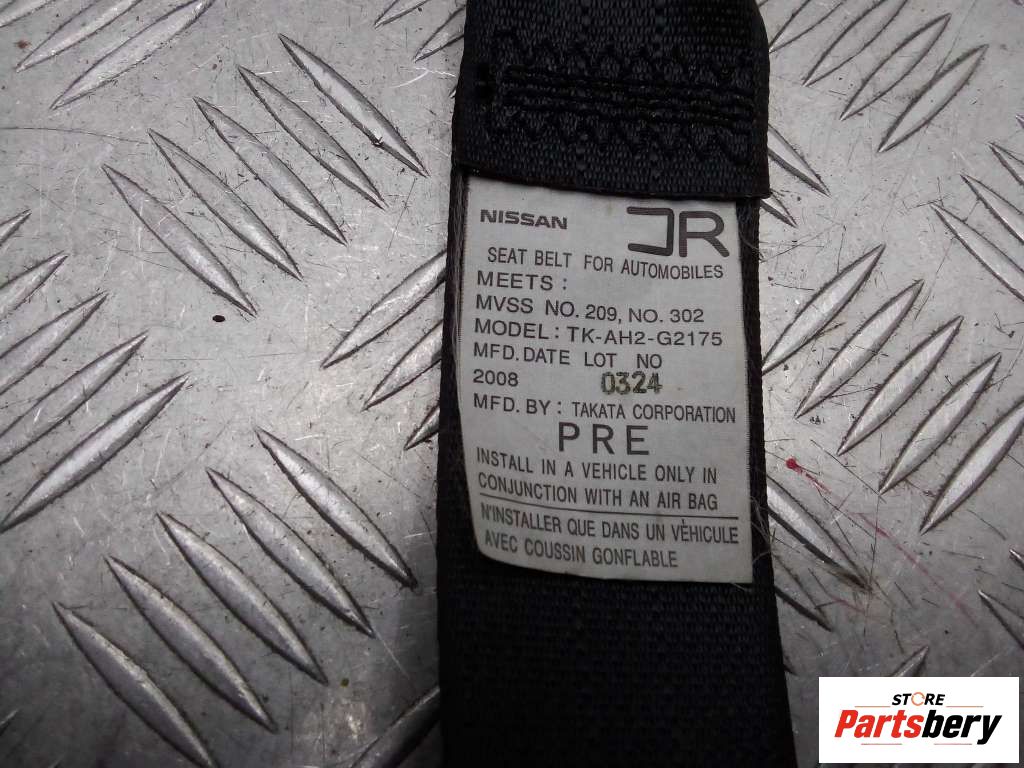 NISSAN JR
SEAT BELT FOR AUTOMOBILES
MEETS :
MVSS NO. 209, NO. 302
MODEL : TK-AH2-G2175
MFD. DATE LOT NO
2008 0324
MFD. BY : TAKATA CORPORATION
PRE
INSTALL IN A VEHICLE ONLY IN
CONJUNCTION WITH AN AIR BAG
N'INSTALLER QUE DANS UN VÈHICULE
AVEC COUSSIN GONFLABLE
STORE
Partsbery